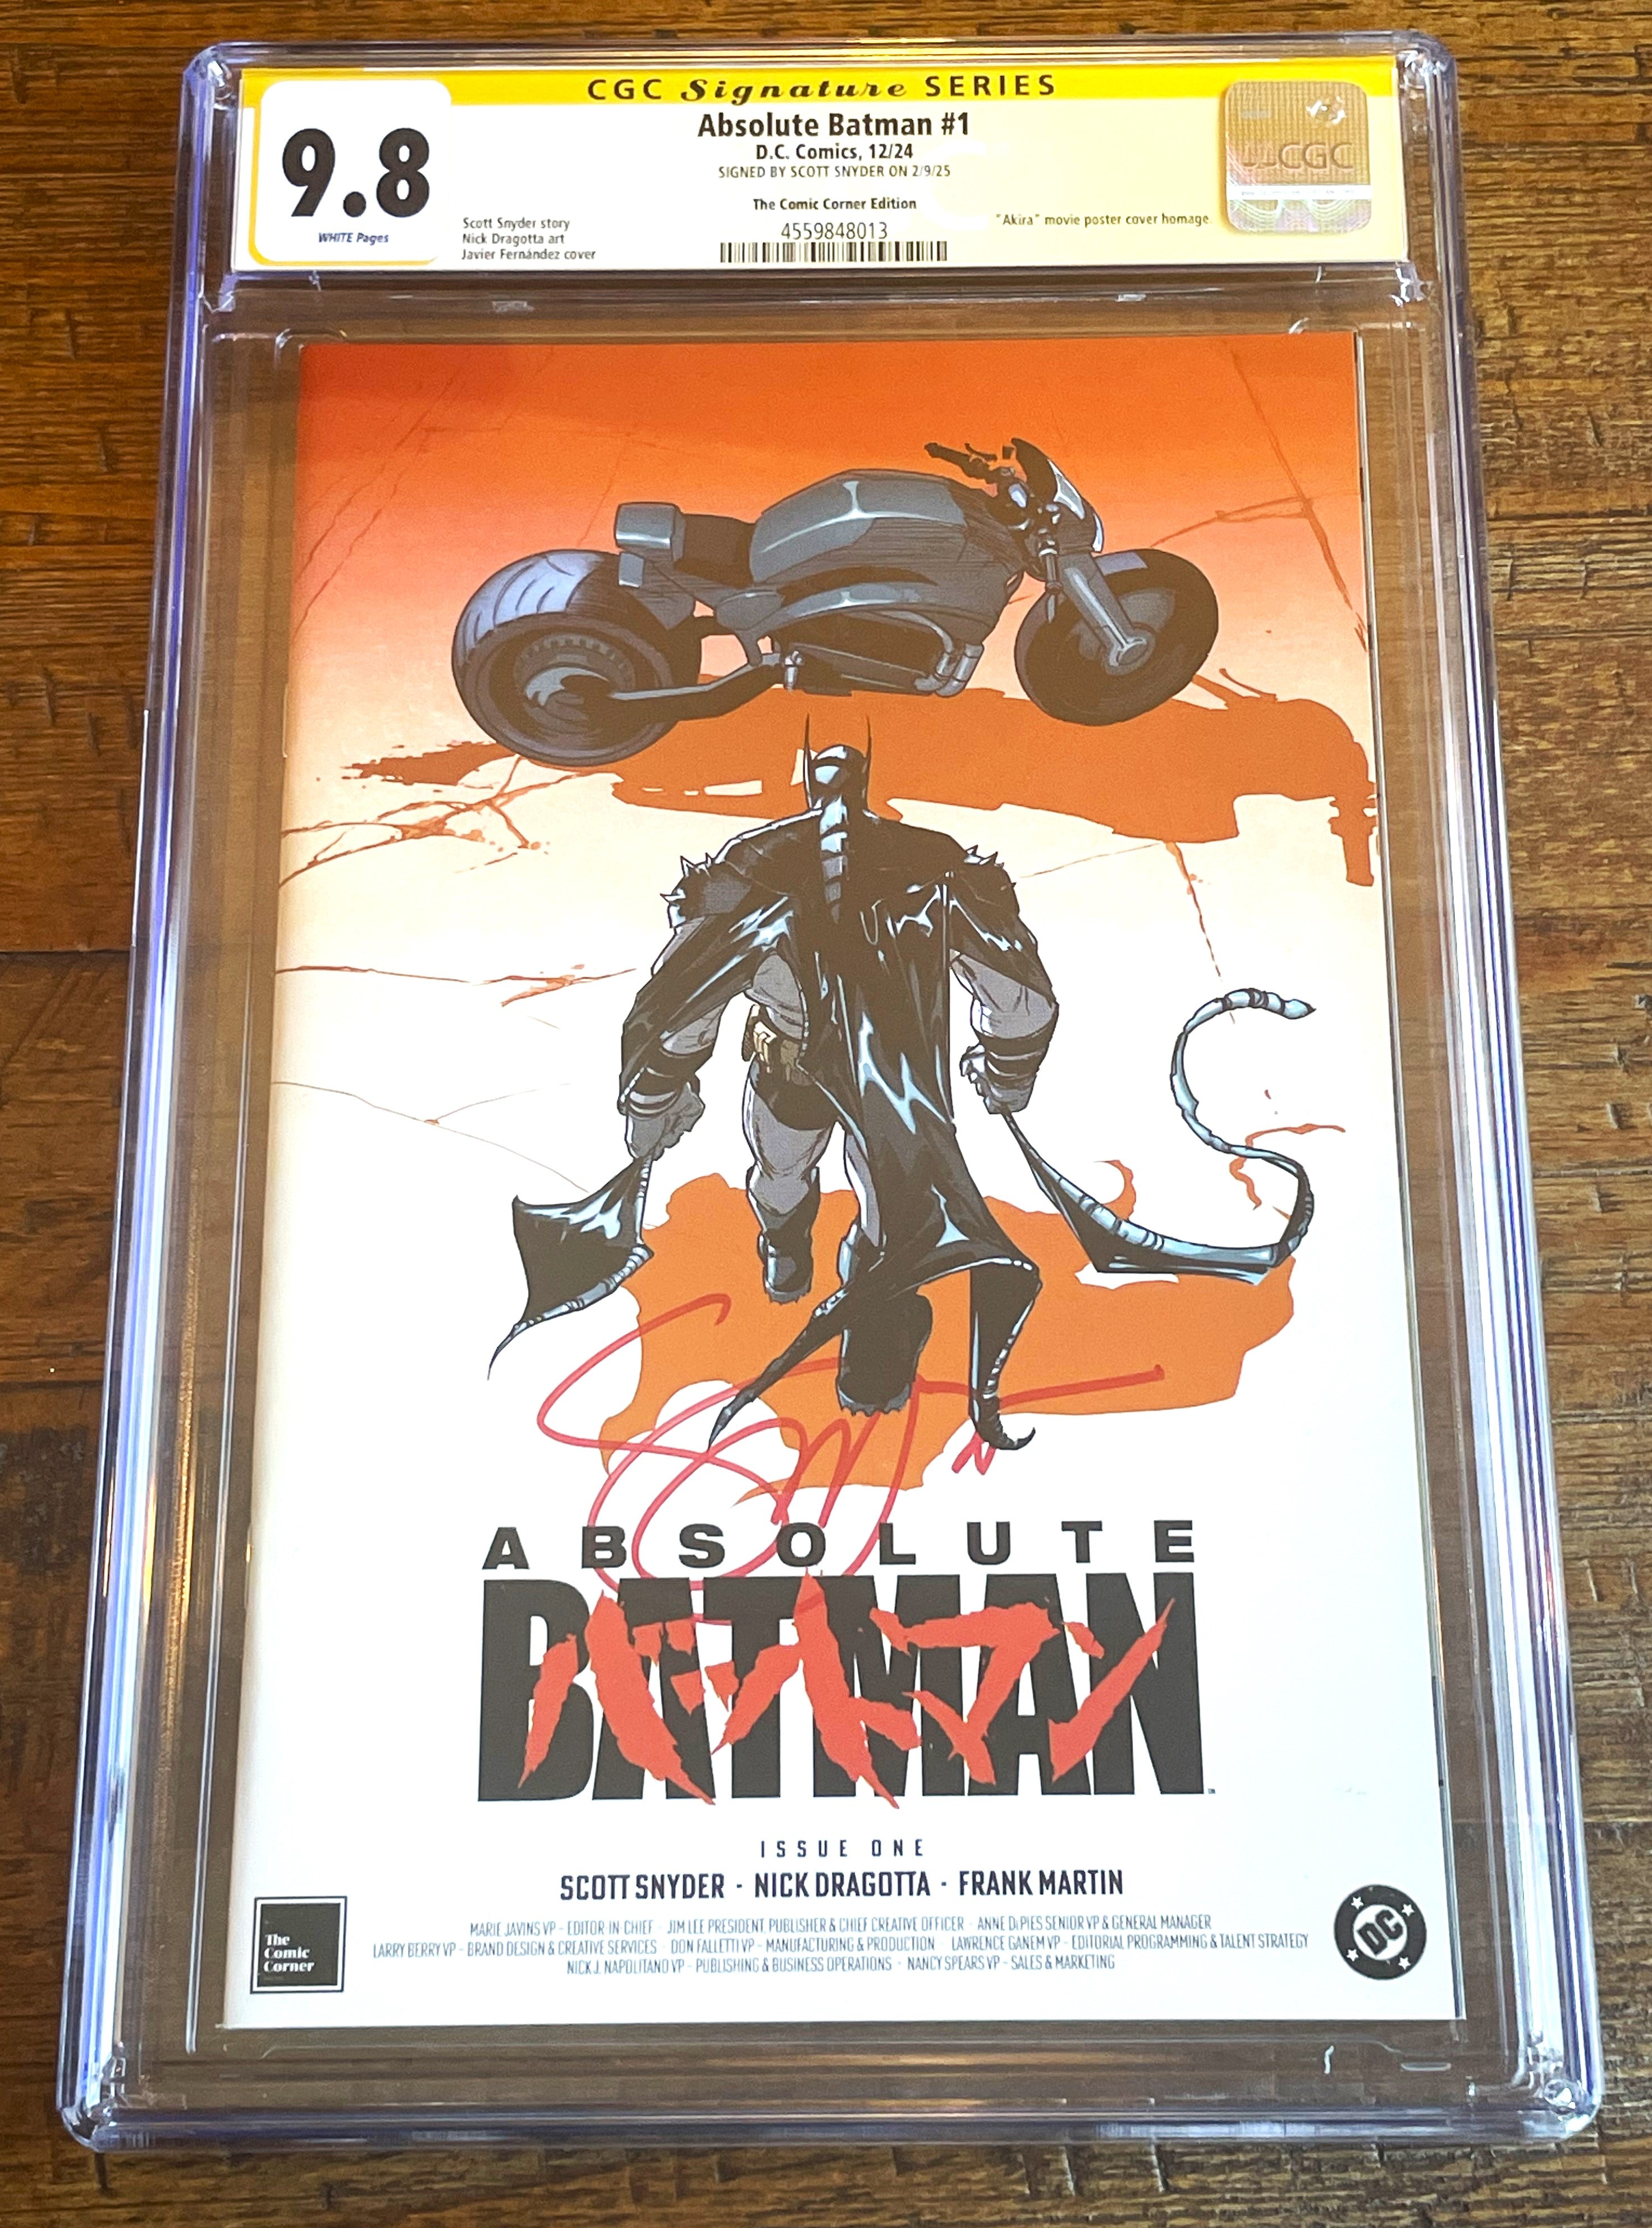 CGC Signature SERIES
9.8
WHITE Pages
Absolute Batman #1
D.C. Comics, 12/24
SIGNED BY SCOTT SNYDER ON 2/9/25
The Comic Corner Edition
4559848013
Scott Snyder story
Nick Dragotta art
Javier Fernández cover
"Akira" movie poster cover homage.
CGC
ABSOLUTE
BATMAN
バットマン
ISSUE ONE
SCOTT SNYDER · NICK DRAGOTTA · FRANK MARTIN
MARIE JAVINS VP - EDITOR-IN-CHIEF · JIM LEE PRESIDENT, PUBLISHER & CHIEF CREATIVE OFFICER · ANNE DePIES SENIOR VP & GENERAL MANAGER
LARRY BERRY VP - BRAND DESIGN & CREATIVE SERVICES · DON FALLETTI VP - MANUFACTURING & PRODUCTION · LAWRENCE GANEM VP - EDITORIAL PROGRAMMING & TALENT STRATEGY
NICK J. NAPOLITANO VP - PUBLISHING & BUSINESS OPERATIONS · NANCY SPEARS VP - SALES & MARKETING
The
Comic
Corner
DC